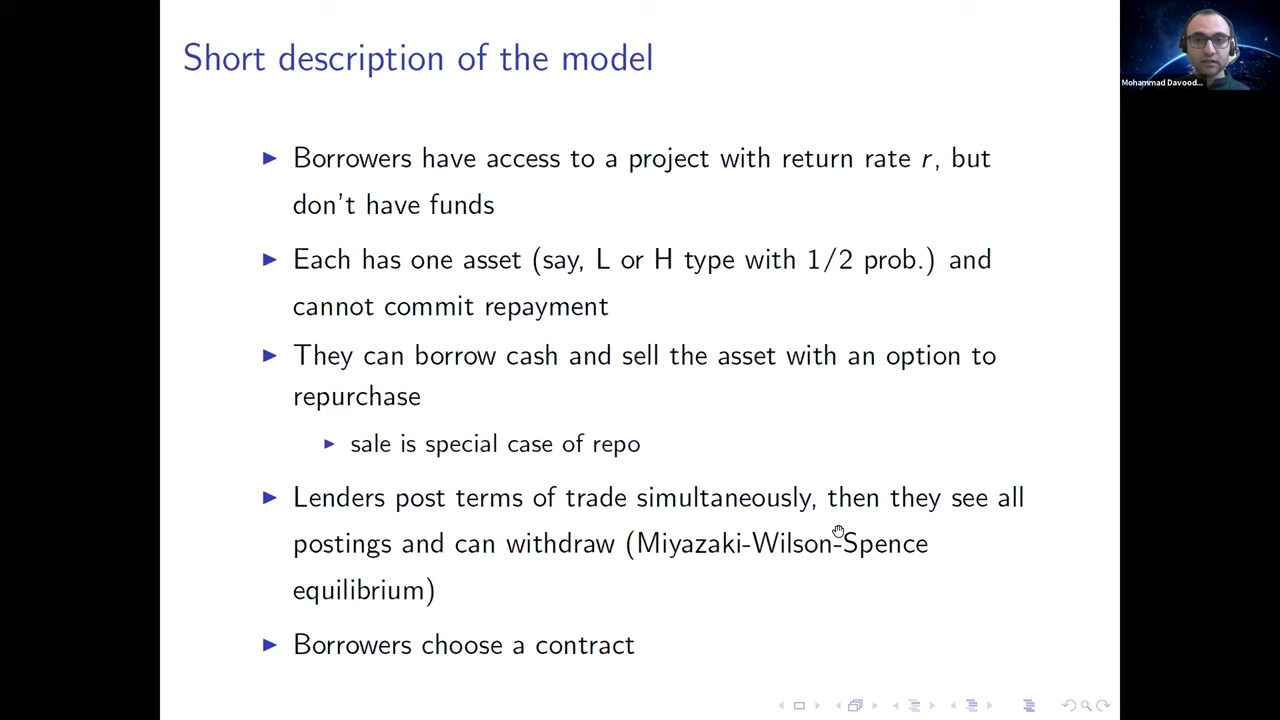 Short description of the model
Mohammad Davood...
▶ Borrowers have access to a project with return rate r, but
don't have funds
▶ Each has one asset (say, L or H type with 1/2 prob.) and
cannot commit repayment
▶ They can borrow cash and sell the asset with an option to
repurchase
▶ sale is special case of repo
▶ Lenders post terms of trade simultaneously, then they see all
postings and can withdraw (Miyazaki-Wilson-Spence
equilibrium)
▶ Borrowers choose a contract